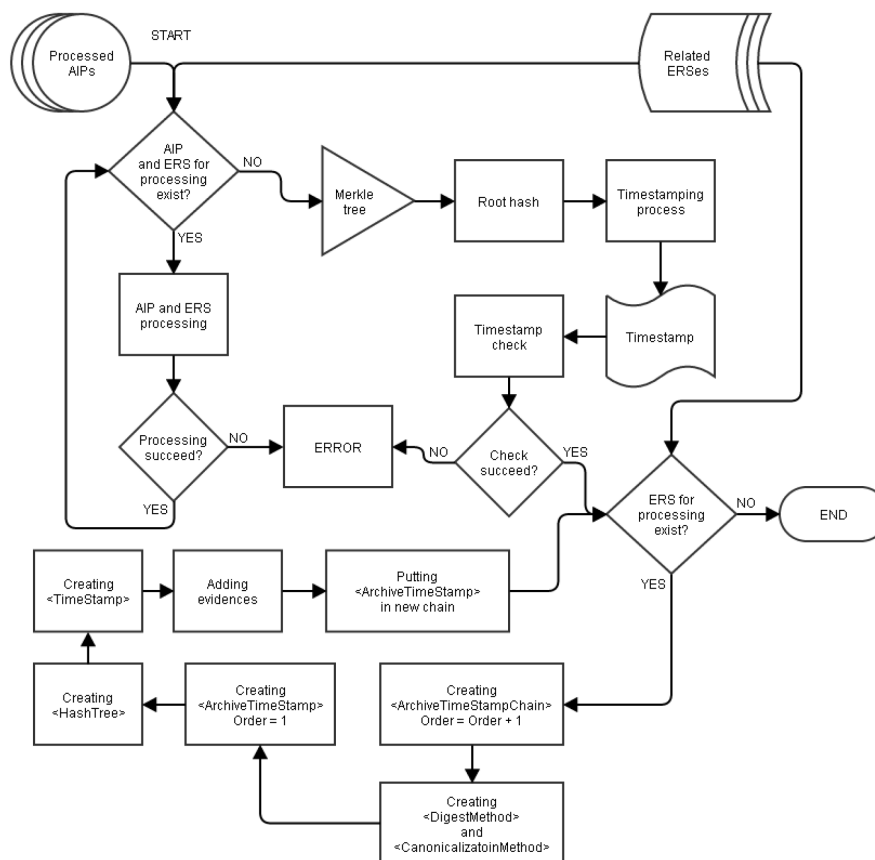 START
Processed
AIPs
Related
ERSes
AIP
and ERS for
processing
exist?
NO
YES
Merkle
tree
Root hash
Timestamping
process
AIP and ERS
processing
Timestamp
check
Timestamp
Processing
succeed?
NO
YES
ERROR
NO
Check
succeed?
YES
ERS for
processing
exist?
NO
YES
END
Creating
<TimeStamp>
Adding
evidences
Putting
<ArchiveTimeStamp>
in new chain
Creating
<HashTree>
Creating
<ArchiveTimeStamp>
Order = 1
Creating
<ArchiveTimeStampChain>
Order = Order + 1
Creating
<DigestMethod>
and
<CanonicalizatoinMethod>